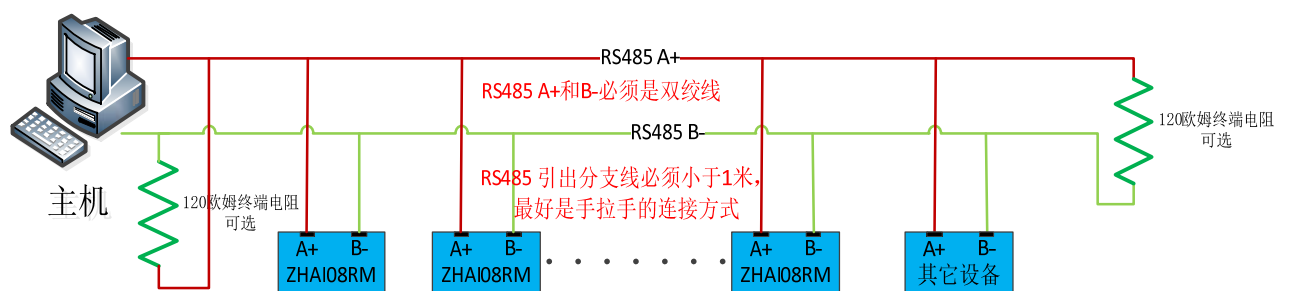 RS485 A+
RS485 A+和B-必须是双绞线
120欧姆终端电阻
可选
RS485 B-
RS485 引出分支线必须小于1米，
最好是手拉手的连接方式
主机
120欧姆终端电阻
可选
A+ B-
ZHAI08RM
A+ B-
ZHAI08RM
A+ B-
ZHAI08RM
A+ B-
其它设备